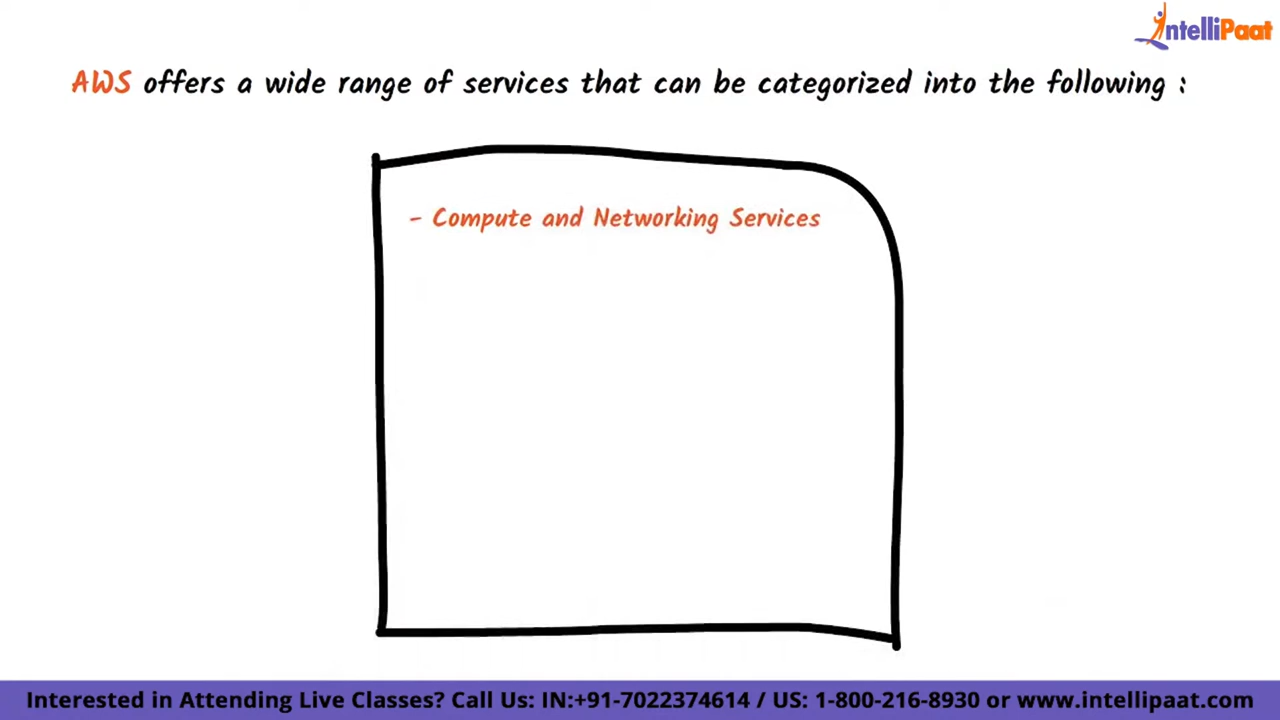 IntelliPaat
AWS offers a wide range of services that can be categorized into the following :
- Compute and Networking Services
Interested in Attending Live Classes? Call Us: IN:+91-7022374614 / US: 1-800-216-8930 or www.intellipaat.com